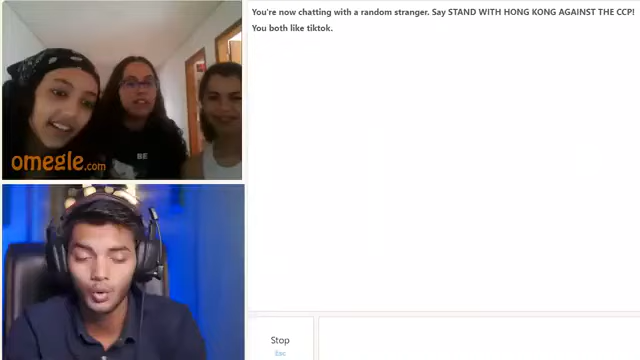 You're now chatting with a random stranger. Say STAND WITH HONG KONG AGAINST THE CCP!
You both like tiktok.
BE
omegle.com
Stop
Esc